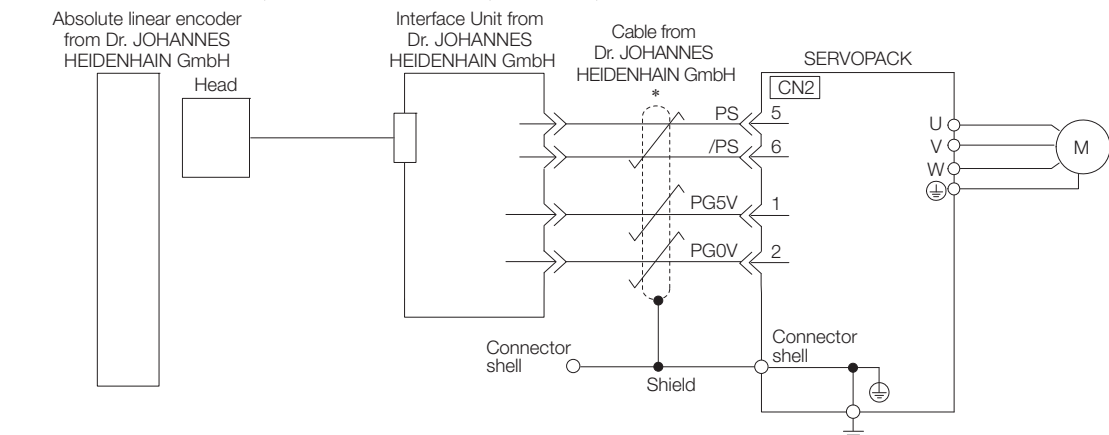 Absolute linear encoder
from Dr. JOHANNES
HEIDENHAIN GmbH
Head
Interface Unit from
Dr. JOHANNES
HEIDENHAIN GmbH
Cable from
Dr. JOHANNES
HEIDENHAIN GmbH
*
SERVOPACK
CN2
PS 5
/PS 6
PG5V 1
PG0V 2
U
V
W
M
Connector
shell
Shield
Connector
shell